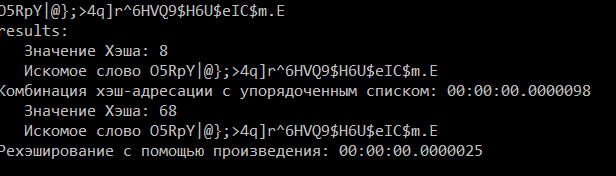 O5RpY|@};>4q]r^6HVQ9$H6U$eIC$m.E
results:
Значение Хэша: 8
Искомое слово O5RpY|@};>4q]r^6HVQ9$H6U$eIC$m.E
Комбинация хэш-адресации с упорядоченным списком: 00:00:00.0000098
Значение Хэша: 68
Искомое слово O5RpY|@};>4q]r^6HVQ9$H6U$eIC$m.E
Рехэширование с помощью произведения: 00:00:00.0000025